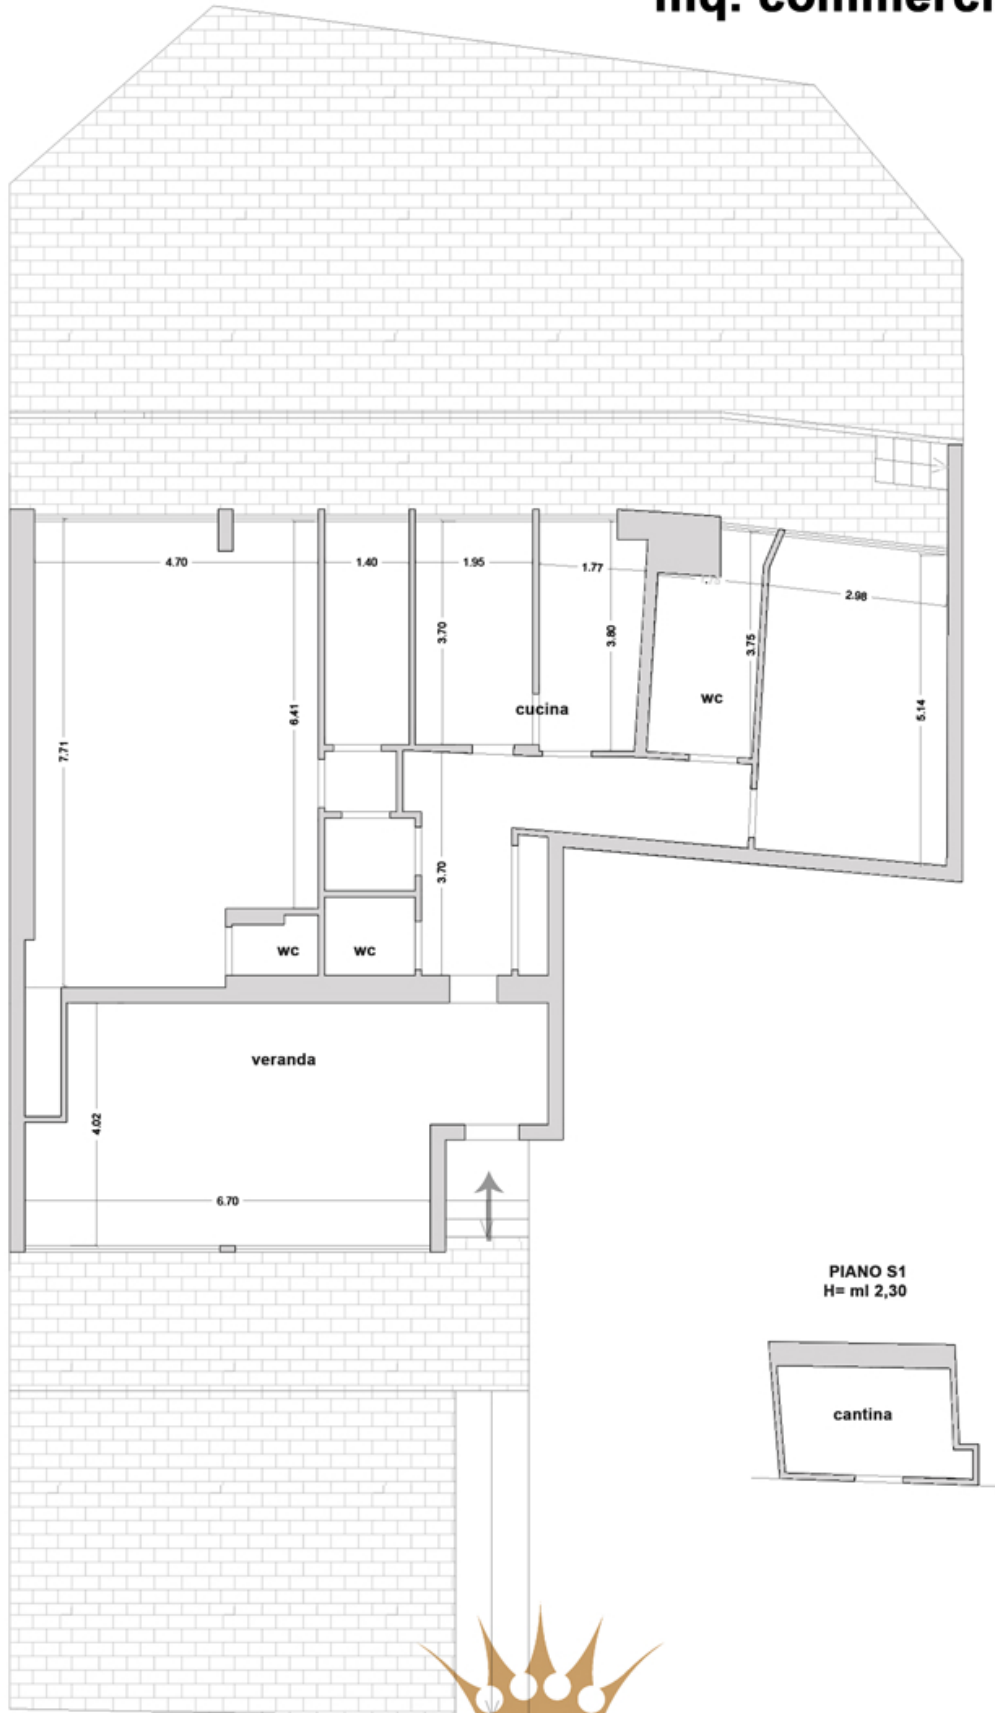 mq. commerci
4.70
1.40
1.95
1.77
2.98
3.70
3.80
3.75
6.41
7.71
5.14
cucina
wc
3.70
wc
wc
veranda
4.02
6.70
PIANO S1
H= ml 2,30
cantina